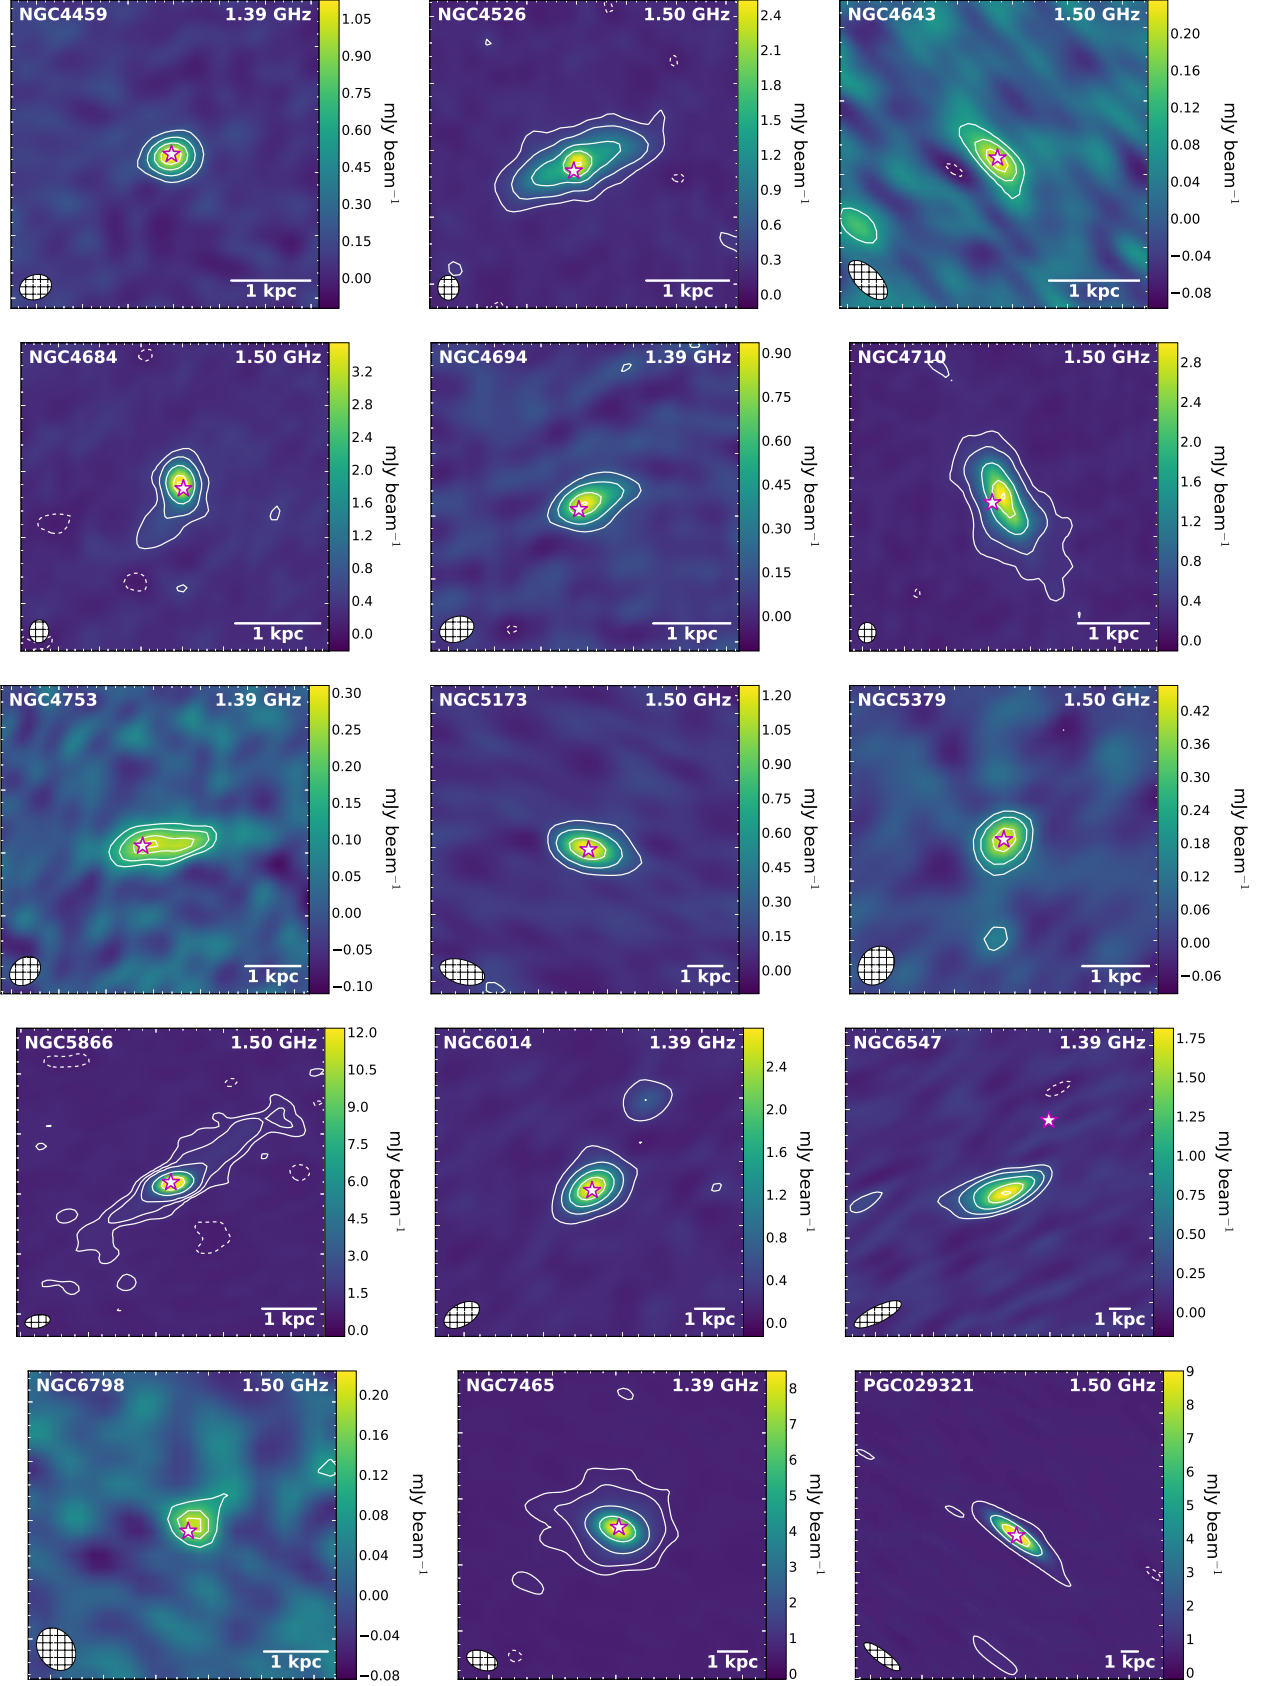 NGC4459 1.39 GHz
1.05
0.90
0.75
0.60
0.45
0.30
0.15
0.00
mJy beam−1
1 kpc
NGC4526 1.50 GHz
2.4
2.1
1.8
1.5
1.2
0.9
0.6
0.3
0.0
mJy beam−1
1 kpc
NGC4643 1.50 GHz
0.20
0.16
0.12
0.08
0.04
0.00
−0.04
−0.08
mJy beam−1
1 kpc
NGC4684 1.50 GHz
3.2
2.8
2.4
2.0
1.6
1.2
0.8
0.4
0.0
mJy beam−1
1 kpc
NGC4694 1.39 GHz
0.90
0.75
0.60
0.45
0.30
0.15
0.00
mJy beam−1
1 kpc
NGC4710 1.50 GHz
2.8
2.4
2.0
1.6
1.2
0.8
0.4
0.0
mJy beam−1
1 kpc
NGC4753 1.39 GHz
0.30
0.25
0.20
0.15
0.10
0.05
0.00
−0.05
−0.10
mJy beam−1
1 kpc
NGC5173 1.50 GHz
1.20
1.05
0.90
0.75
0.60
0.45
0.30
0.15
0.00
mJy beam−1
1 kpc
NGC5379 1.50 GHz
0.42
0.36
0.30
0.24
0.18
0.12
0.06
0.00
−0.06
mJy beam−1
1 kpc
NGC5866 1.50 GHz
12.0
10.5
9.0
7.5
6.0
4.5
3.0
1.5
0.0
mJy beam−1
1 kpc
NGC6014 1.39 GHz
2.4
2.0
1.6
1.2
0.8
0.4
0.0
mJy beam−1
1 kpc
NGC6547 1.39 GHz
1.75
1.50
1.25
1.00
0.75
0.50
0.25
0.00
mJy beam−1
1 kpc
NGC6798 1.50 GHz
0.20
0.16
0.12
0.08
0.04
0.00
−0.04
−0.08
mJy beam−1
1 kpc
NGC7465 1.39 GHz
8
7
6
5
4
3
2
1
0
mJy beam−1
1 kpc
PGC029321 1.50 GHz
9
8
7
6
5
4
3
2
1
0
mJy beam−1
1 kpc